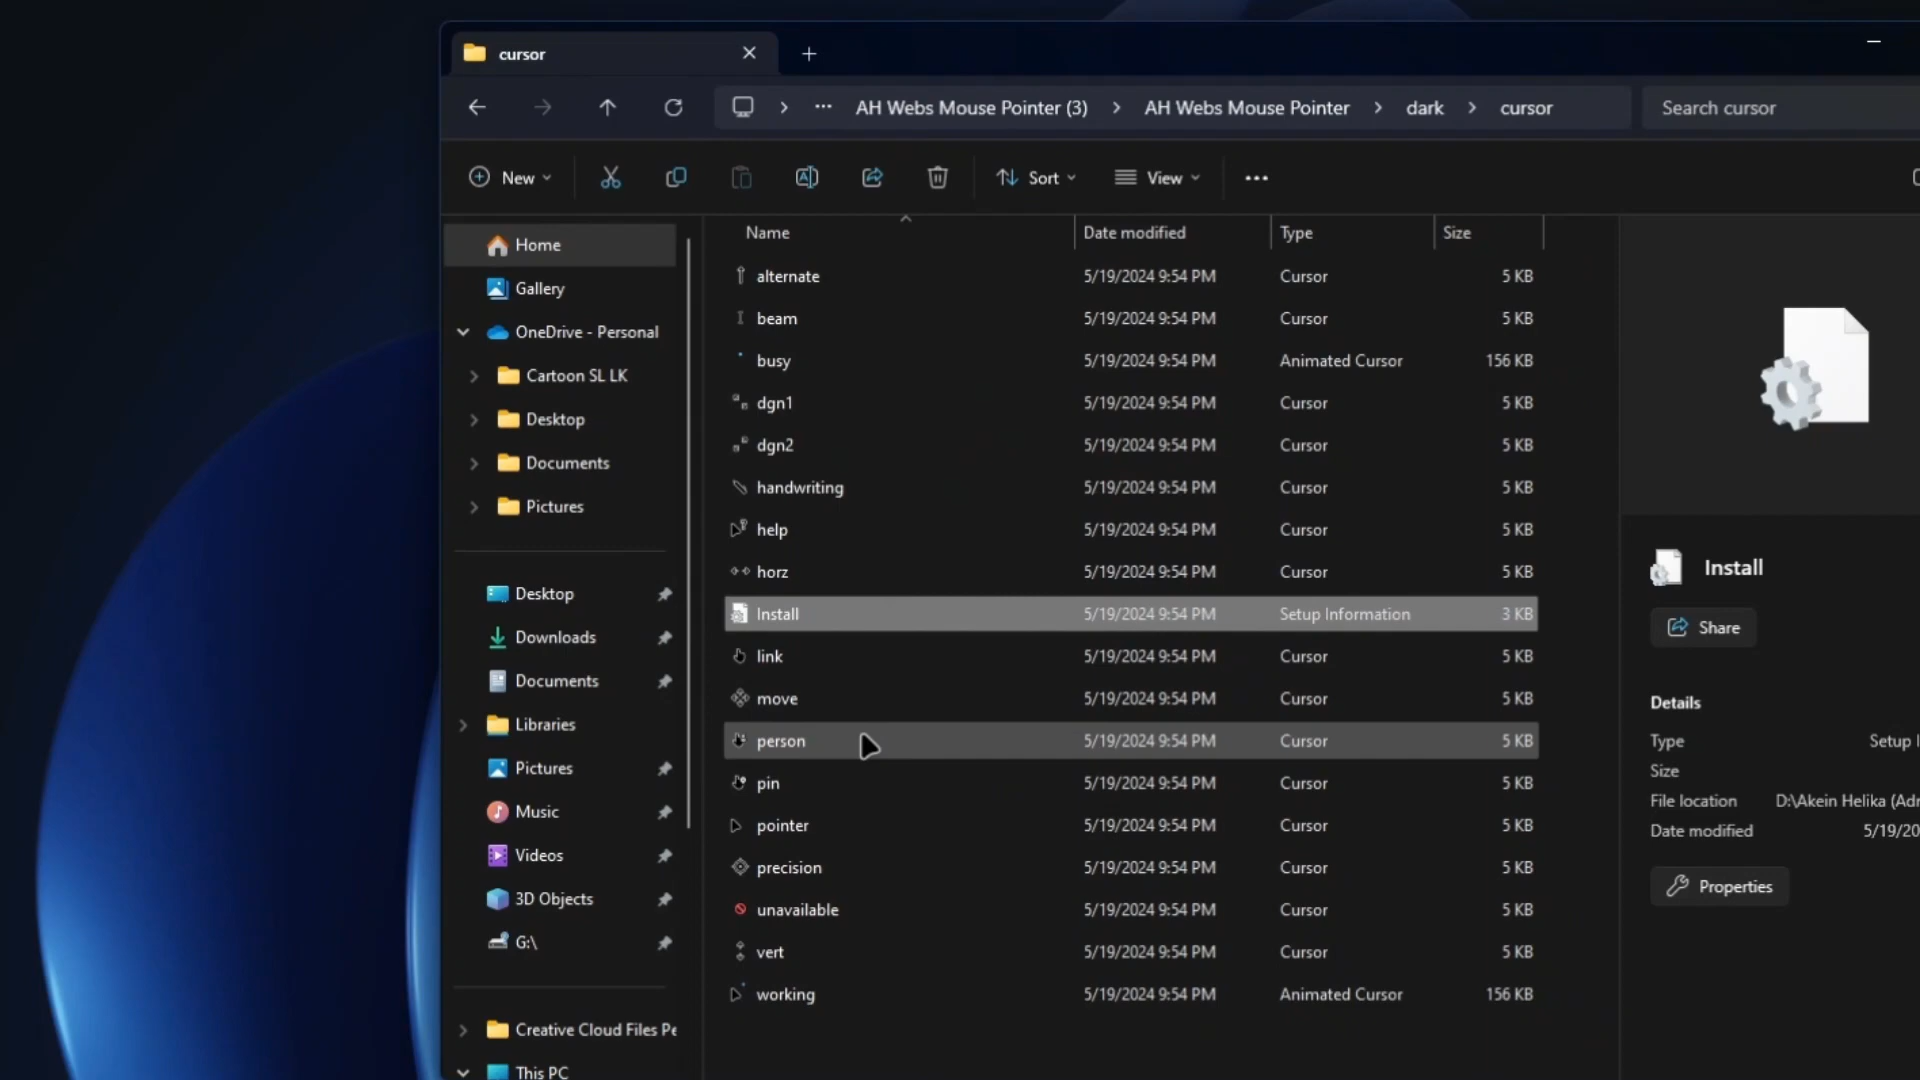 cursor
AH Webs Mouse Pointer (3) > AH Webs Mouse Pointer > dark > cursor
Search cursor
New
Sort
View
Home
Gallery
OneDrive - Personal
Cartoon SL LK
Desktop
Documents
Pictures
Desktop
Downloads
Documents
Libraries
Pictures
Music
Videos
3D Objects
G:\
Creative Cloud Files Pe
This PC
Name Date modified Type Size
alternate 5/19/2024 9:54 PM Cursor 5 KB
beam 5/19/2024 9:54 PM Cursor 5 KB
busy 5/19/2024 9:54 PM Animated Cursor 156 KB
dgn1 5/19/2024 9:54 PM Cursor 5 KB
dgn2 5/19/2024 9:54 PM Cursor 5 KB
handwriting 5/19/2024 9:54 PM Cursor 5 KB
help 5/19/2024 9:54 PM Cursor 5 KB
horz 5/19/2024 9:54 PM Cursor 5 KB
Install 5/19/2024 9:54 PM Setup Information 3 KB
link 5/19/2024 9:54 PM Cursor 5 KB
move 5/19/2024 9:54 PM Cursor 5 KB
person 5/19/2024 9:54 PM Cursor 5 KB
pin 5/19/2024 9:54 PM Cursor 5 KB
pointer 5/19/2024 9:54 PM Cursor 5 KB
precision 5/19/2024 9:54 PM Cursor 5 KB
unavailable 5/19/2024 9:54 PM Cursor 5 KB
vert 5/19/2024 9:54 PM Cursor 5 KB
working 5/19/2024 9:54 PM Animated Cursor 156 KB
Install
Share
Details
Type Setup I
Size
File location D:\Akein Helika (Adr
Date modified 5/19/20
Properties